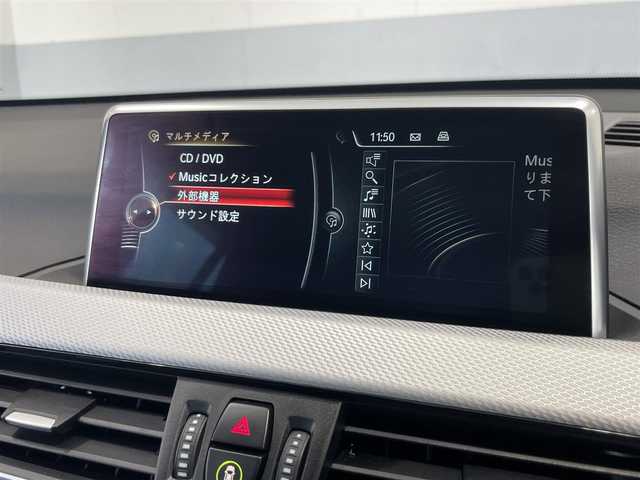 マルチメディア
11:50
CD / DVD
Musicコレクション
外部機器
サウンド設定
Mus
りま
て下